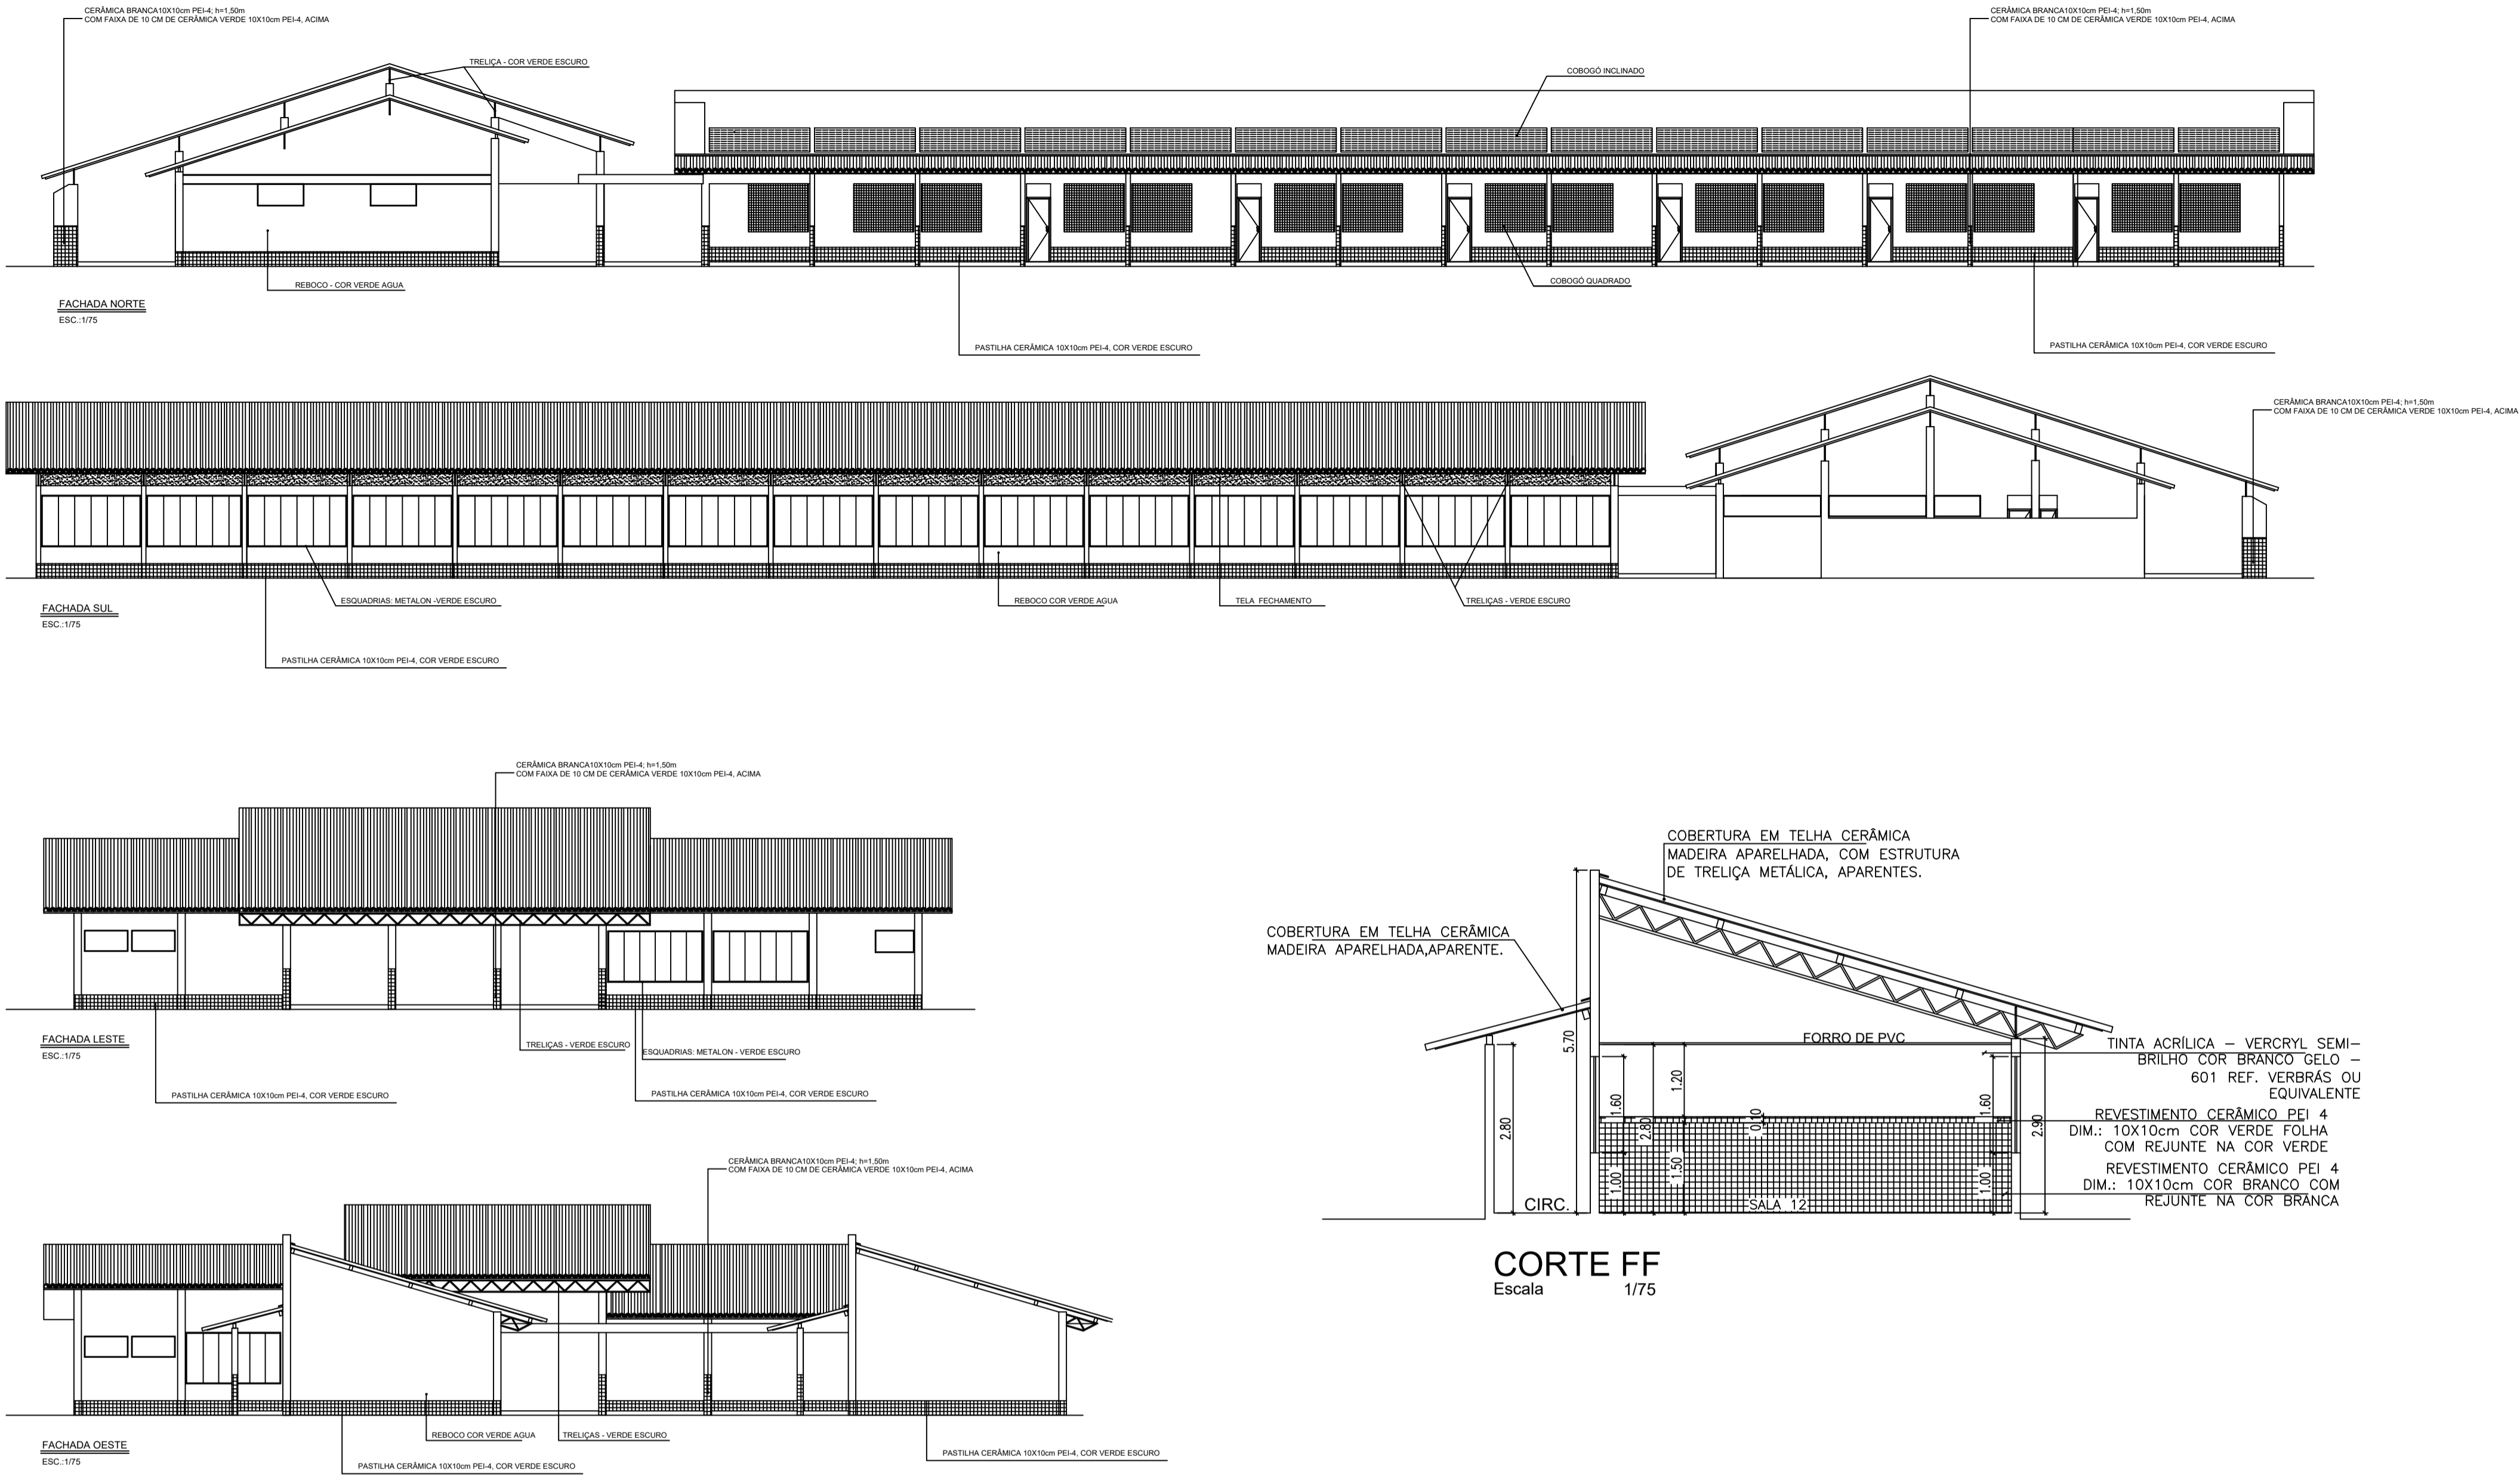 CERÂMICA BRANCA10X10cm PEI-4; h=1,50m
COM FAIXA DE 10 CM DE CERÂMICA VERDE 10X10cm PEI-4, ACIMA
CERÂMICA BRANCA10X10cm PEI-4; h=1,50m
COM FAIXA DE 10 CM DE CERÂMICA VERDE 10X10cm PEI-4, ACIMA
TRELIÇA - COR VERDE ESCURO
COBOGÓ INCLINADO
REBOCO - COR VERDE AGUA
COBOGÓ QUADRADO
FACHADA NORTE
ESC.:1/75
PASTILHA CERÂMICA 10X10cm PEI-4, COR VERDE ESCURO
PASTILHA CERÂMICA 10X10cm PEI-4, COR VERDE ESCURO
CERÂMICA BRANCA10X10cm PEI-4; h=1,50m
COM FAIXA DE 10 CM DE CERÂMICA VERDE 10X10cm PEI-4, ACIMA
ESQUADRIAS: METALON -VERDE ESCURO
REBOCO COR VERDE AGUA
TELA FECHAMENTO
TRELIÇAS - VERDE ESCURO
FACHADA SUL
ESC.:1/75
PASTILHA CERÂMICA 10X10cm PEI-4, COR VERDE ESCURO
CERÂMICA BRANCA10X10cm PEI-4; h=1,50m
COM FAIXA DE 10 CM DE CERÂMICA VERDE 10X10cm PEI-4, ACIMA
FACHADA LESTE
ESC.:1/75
TRELIÇAS - VERDE ESCURO
ESQUADRIAS: METALON - VERDE ESCURO
PASTILHA CERÂMICA 10X10cm PEI-4, COR VERDE ESCURO
PASTILHA CERÂMICA 10X10cm PEI-4, COR VERDE ESCURO
COBERTURA EM TELHA CERÂMICA
MADEIRA APARELHADA, COM ESTRUTURA
DE TRELIÇA METÁLICA, APARENTES.
COBERTURA EM TELHA CERÂMICA
MADEIRA APARELHADA,APARENTE.
FORRO DE PVC
5.70
2.80
1.60
1.00
2.80
1.20
1.50
0.10
1.60
1.00
2.90
CIRC.
SALA 12
TINTA ACRÍLICA – VERCRYL SEMI–
BRILHO COR BRANCO GELO –
601 REF. VERBRÁS OU
EQUIVALENTE
REVESTIMENTO CERÂMICO PEI 4
DIM.: 10X10cm COR VERDE FOLHA
COM REJUNTE NA COR VERDE
REVESTIMENTO CERÂMICO PEI 4
DIM.: 10X10cm COR BRANCO COM
REJUNTE NA COR BRANCA
CORTE FF
Escala 1/75
CERÂMICA BRANCA10X10cm PEI-4; h=1,50m
COM FAIXA DE 10 CM DE CERÂMICA VERDE 10X10cm PEI-4, ACIMA
REBOCO COR VERDE AGUA
TRELIÇAS - VERDE ESCURO
FACHADA OESTE
ESC.:1/75
PASTILHA CERÂMICA 10X10cm PEI-4, COR VERDE ESCURO
PASTILHA CERÂMICA 10X10cm PEI-4, COR VERDE ESCURO